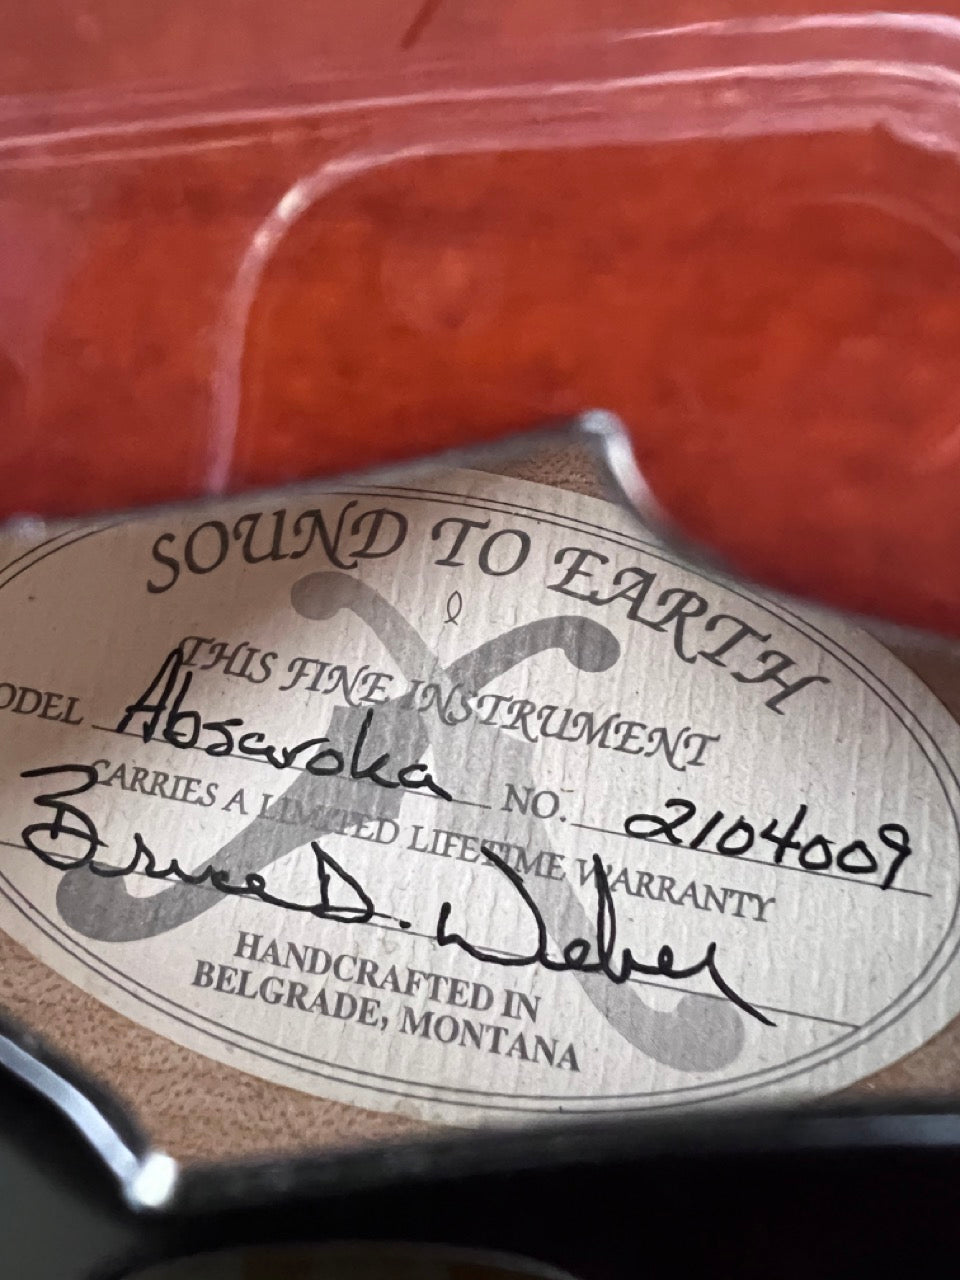 SOUND TO EARTH
THIS FINE INSTRUMENT
ODEL Absaroka NO. 2104009
CARRIES A LIMITED LIFETIME WARRANTY
Bruce D. Weber
HANDCRAFTED IN
BELGRADE, MONTANA